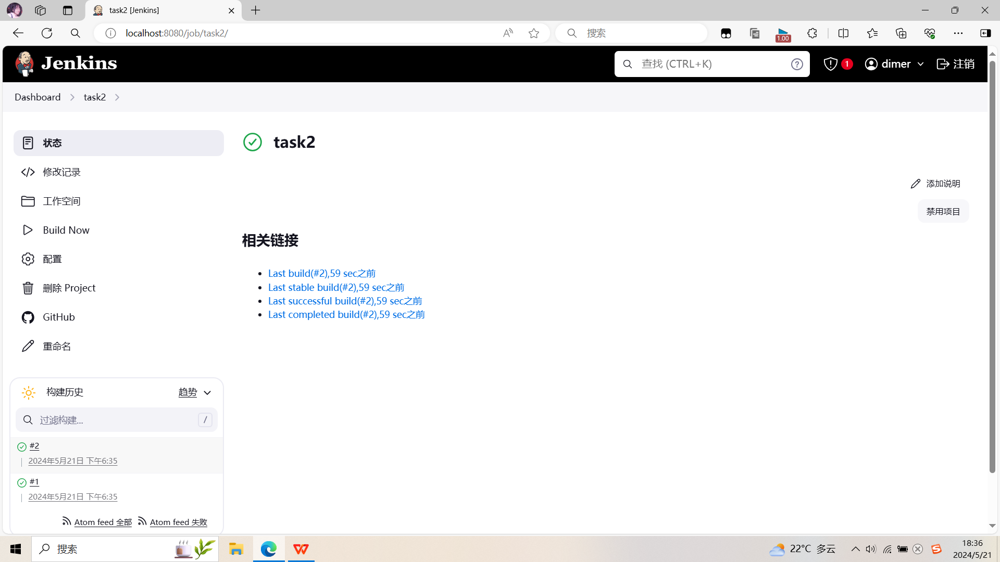 task2 [Jenkins]
localhost:8080/job/task2/
搜索
1.00
Jenkins
查找 (CTRL+K)
1
dimer
注销
Dashboard
task2
状态
task2
修改记录
添加说明
工作空间
禁用项目
Build Now
相关链接
配置
Last build(#2),59 sec之前
Last stable build(#2),59 sec之前
删除 Project
Last successful build(#2),59 sec之前
Last completed build(#2),59 sec之前
GitHub
重命名
构建历史
趋势
过滤构建...
/
#2
2024年5月21日 下午6:35
#1
2024年5月21日 下午6:35
Atom feed 全部
Atom feed 失败
搜索
22°C 多云
18:36
2024/5/21